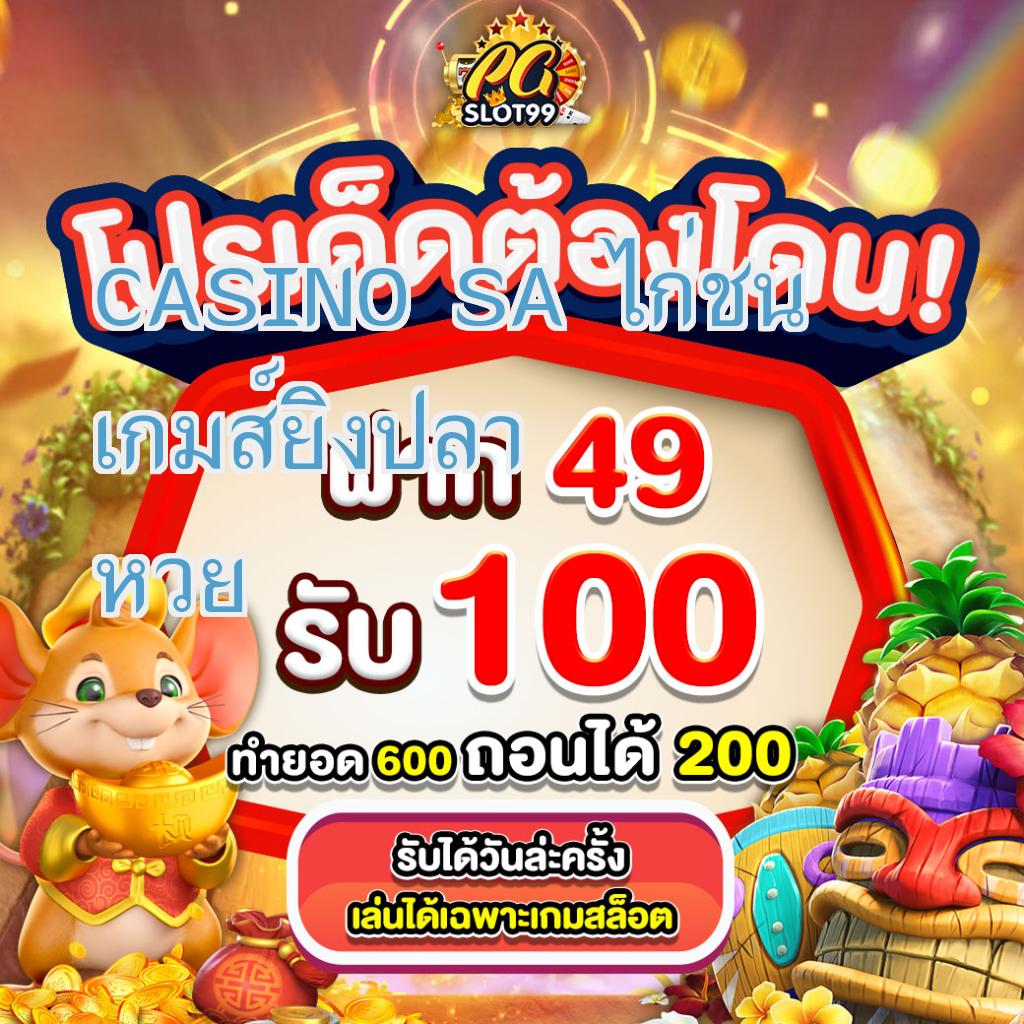 PG
SLOT99
โปรเด็ดต้องโดน!
CASINO SA ไก่ชน
เกมส์ยิงปลา
ฝาก 49
หวย
รับ 100
ทำยอด 600 ถอนได้ 200
รับได้วันล่ะครั้ง
เล่นได้เฉพาะเกมสล็อต